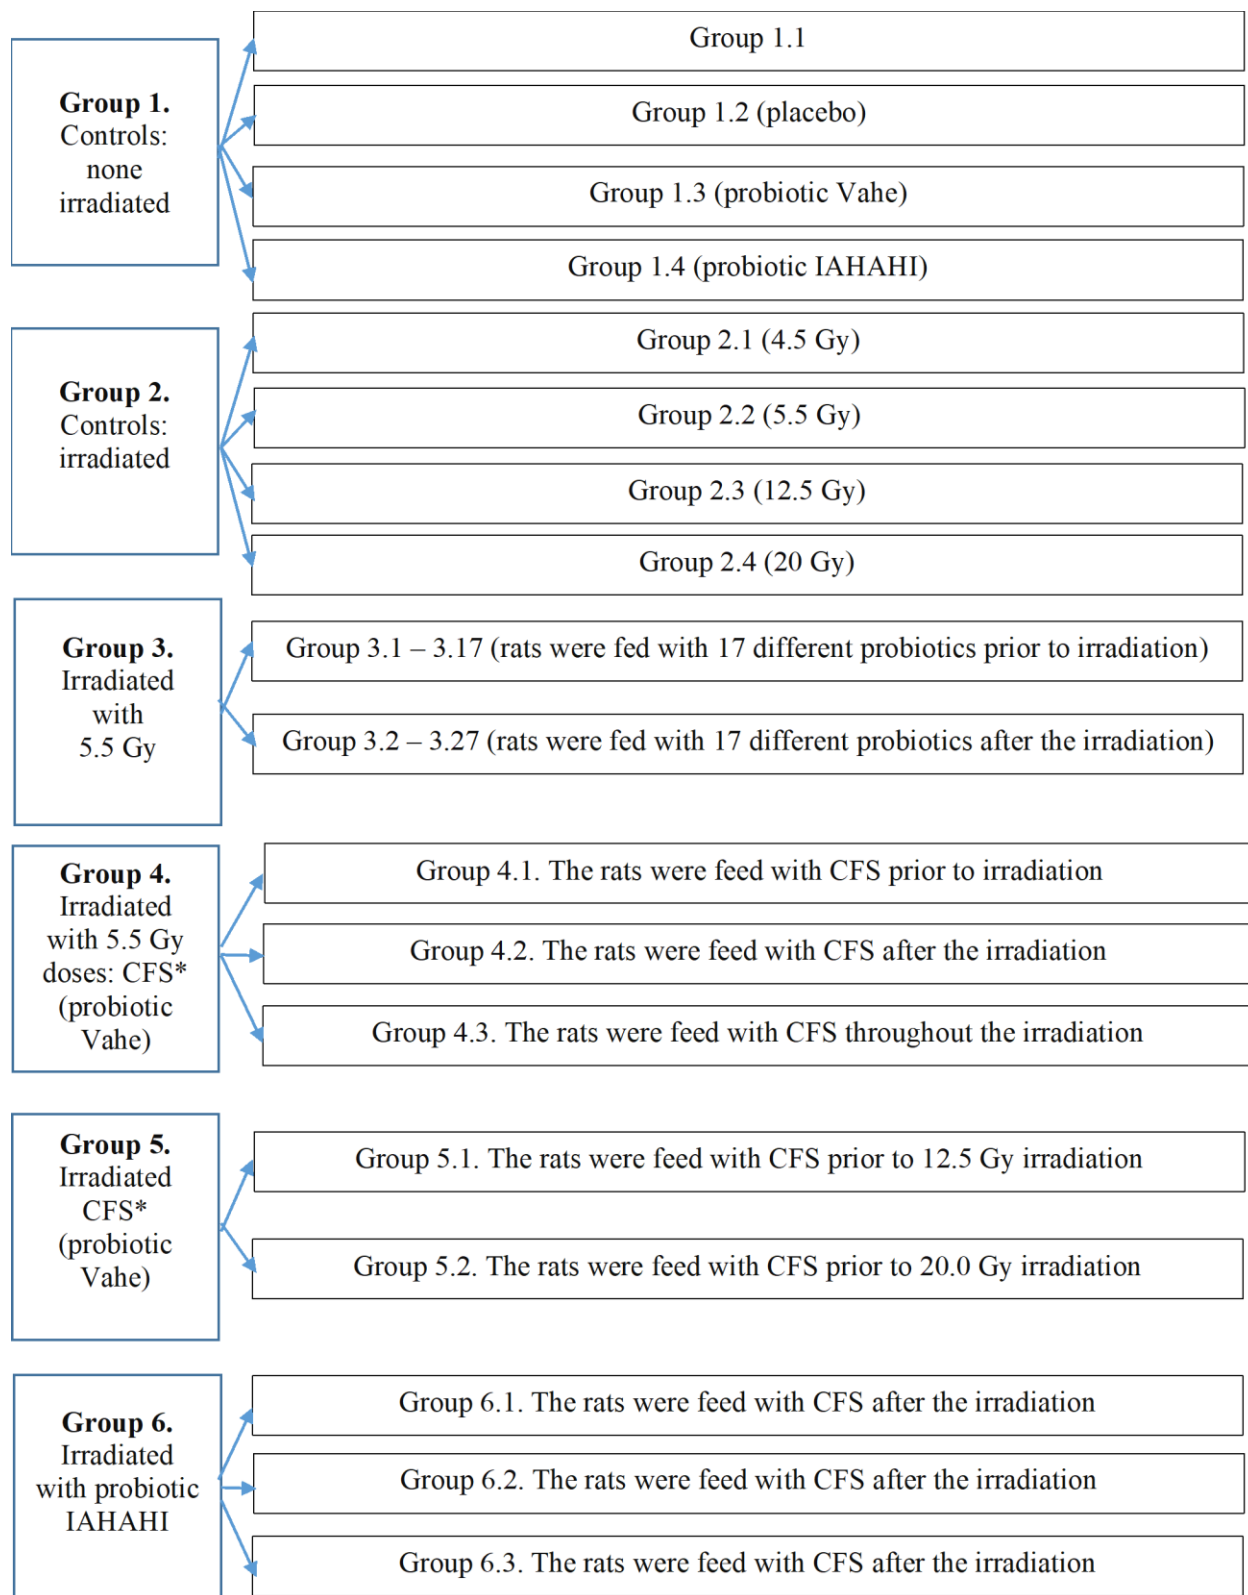 Group 1.
Controls:
none
irradiated
Group 1.1
Group 1.2 (placebo)
Group 1.3 (probiotic Vahe)
Group 1.4 (probiotic IAHAHI)
Group 2.
Controls:
irradiated
Group 2.1 (4.5 Gy)
Group 2.2 (5.5 Gy)
Group 2.3 (12.5 Gy)
Group 2.4 (20 Gy)
Group 3.
Irradiated
with
5.5 Gy
Group 3.1 – 3.17 (rats were fed with 17 different probiotics prior to irradiation)
Group 3.2 – 3.27 (rats were fed with 17 different probiotics after the irradiation)
Group 4.
Irradiated
with 5.5 Gy
doses: CFS*
(probiotic
Vahe)
Group 4.1. The rats were feed with CFS prior to irradiation
Group 4.2. The rats were feed with CFS after the irradiation
Group 4.3. The rats were feed with CFS throughout the irradiation
Group 5.
Irradiated
CFS*
(probiotic
Vahe)
Group 5.1. The rats were feed with CFS prior to 12.5 Gy irradiation
Group 5.2. The rats were feed with CFS prior to 20.0 Gy irradiation
Group 6.
Irradiated
with probiotic
IAHAHI
Group 6.1. The rats were feed with CFS after the irradiation
Group 6.2. The rats were feed with CFS after the irradiation
Group 6.3. The rats were feed with CFS after the irradiation